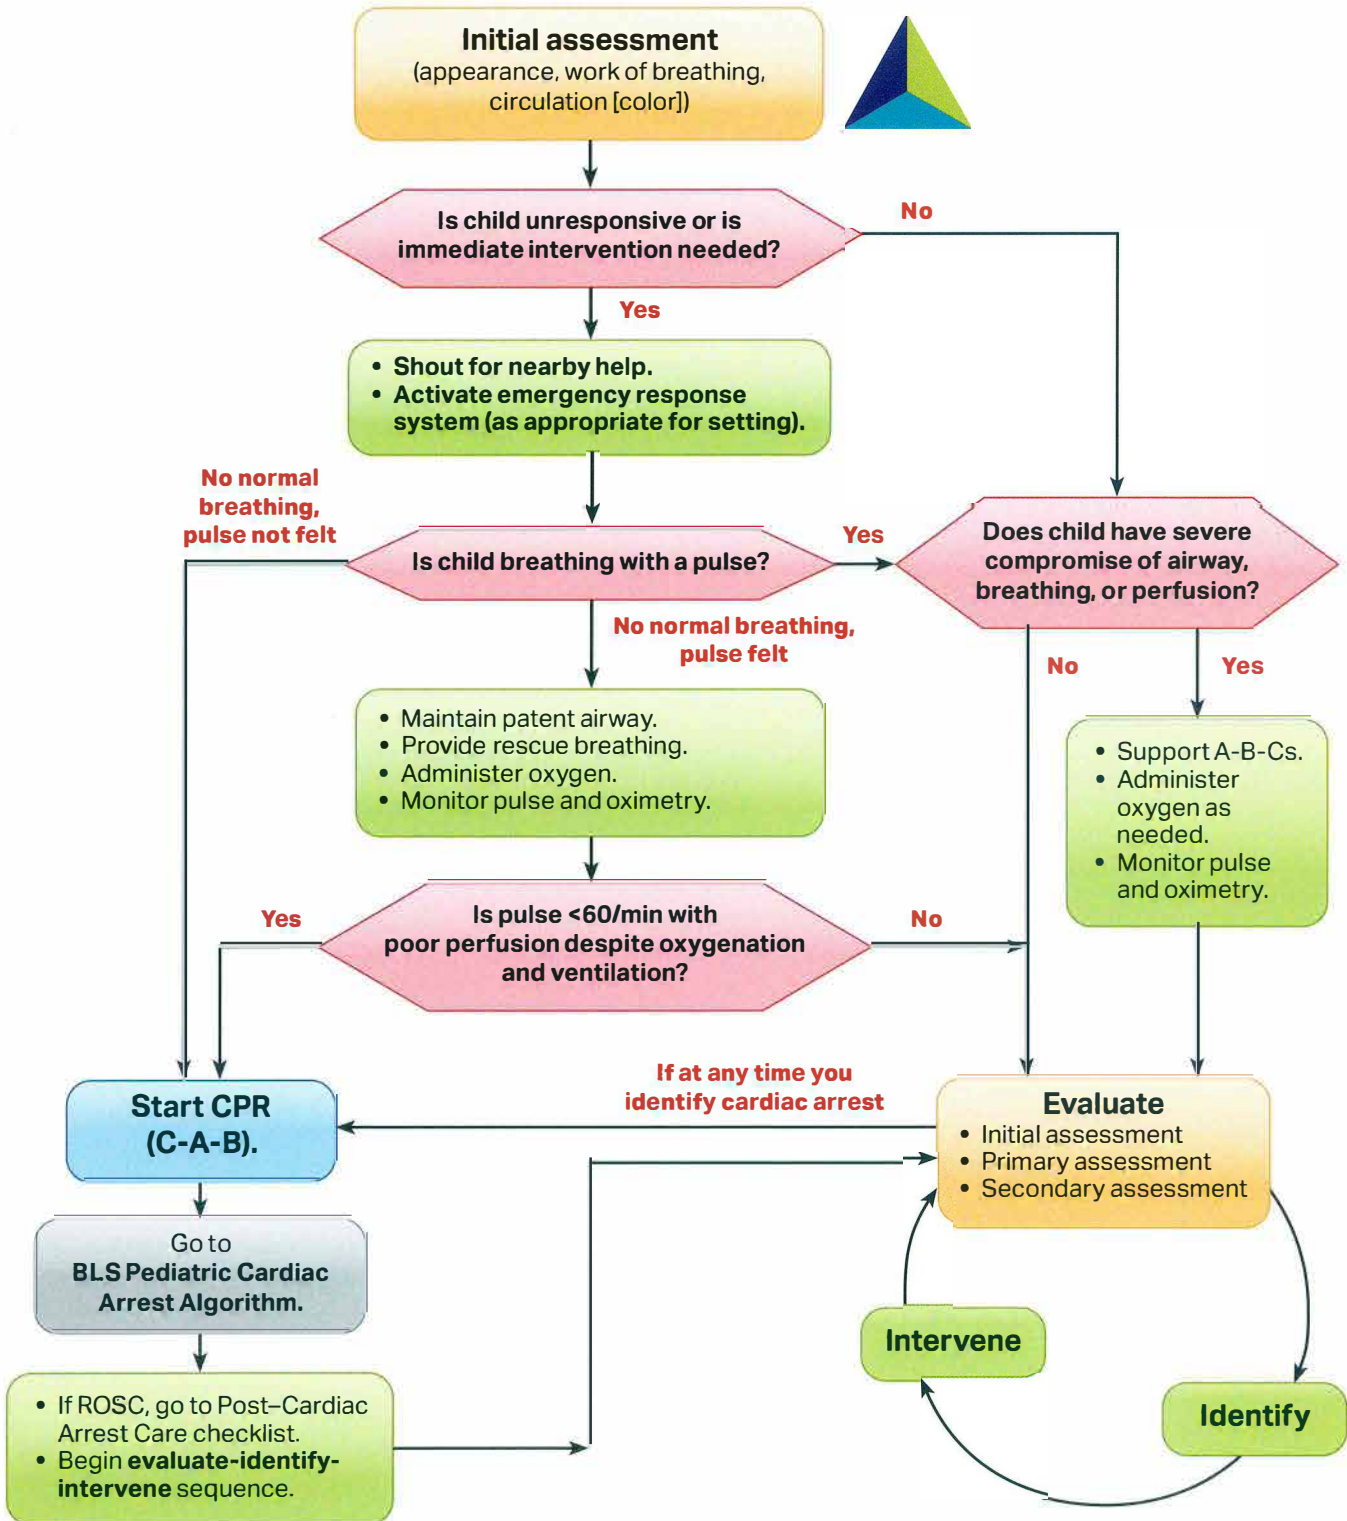 Initial assessment
(appearance, work of breathing,
circulation [color])
Is child unresponsive or is
immediate intervention needed?
No
Yes
• Shout for nearby help.
• Activate emergency response
system (as appropriate for setting).
No normal
breathing,
pulse not felt
Is child breathing with a pulse?
Yes
Does child have severe
compromise of airway,
breathing, or perfusion?
No normal breathing,
pulse felt
No
Yes
• Maintain patent airway.
• Provide rescue breathing.
• Administer oxygen.
• Monitor pulse and oximetry.
• Support A-B-Cs.
• Administer
oxygen as
needed.
• Monitor pulse
and oximetry.
Yes
Is pulse <60/min with
poor perfusion despite oxygenation
and ventilation?
No
Start CPR
(C-A-B).
If at any time you
identify cardiac arrest
Evaluate
• Initial assessment
• Primary assessment
• Secondary assessment
Go to
BLS Pediatric Cardiac
Arrest Algorithm.
Intervene
Identify
• If ROSC, go to Post–Cardiac
Arrest Care checklist.
• Begin evaluate-identify-
intervene sequence.